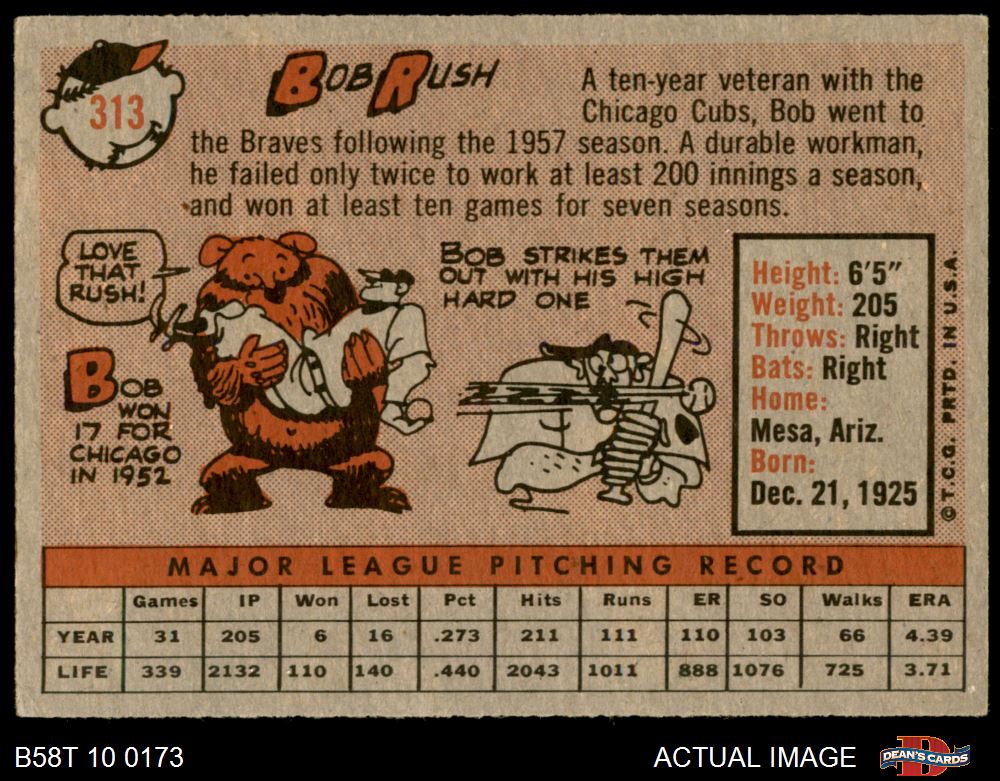 313
BOB RUSH
A ten-year veteran with the
Chicago Cubs, Bob went to
the Braves following the 1957 season. A durable workman,
he failed only twice to work at least 200 innings a season,
and won at least ten games for seven seasons.
LOVE
THAT
RUSH!
BOB
WON
17 FOR
CHICAGO
IN 1952
BOB STRIKES THEM
OUT WITH HIS HIGH
HARD ONE
Height: 6'5"
Weight: 205
Throws: Right
Bats: Right
Home:
Mesa, Ariz.
Born:
Dec. 21, 1925
©T.C.G. PRTD. IN U.S.A.
MAJOR LEAGUE PITCHING RECORD
Games IP Won Lost Pct Hits Runs ER SO Walks ERA
YEAR 31 205 6 16 .273 211 111 110 103 66 4.39
LIFE 339 2132 110 140 .440 2043 1011 888 1076 725 3.71
B58T 10 0173
ACTUAL IMAGE
DEAN'S CARDS